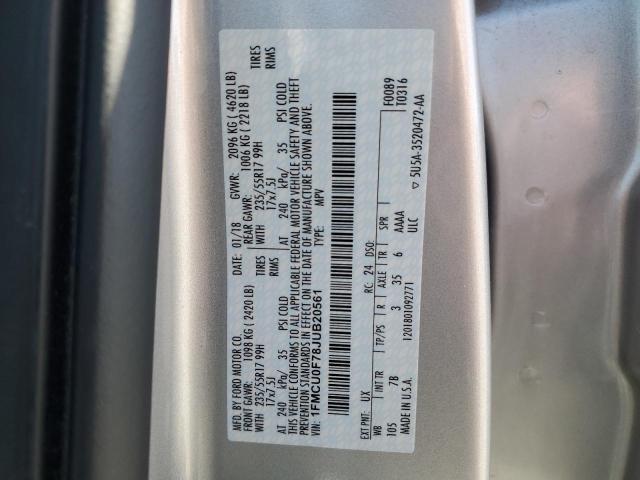 MFD. BY FORD MOTOR CO.
DATE: 01/18 GVWR: 2096 KG ( 4620 LB)
FRONT GAWR: 1098 KG ( 2420 LB) REAR GAWR: 1006 KG ( 2218 LB)
WITH 235/55R17 99H TIRES WITH 235/55R17 99H TIRES
17x7.5J RIMS 17x7.5J RIMS
AT 240 kPa/ 35 PSI COLD AT 240 kPa/ 35 PSI COLD
THIS VEHICLE CONFORMS TO ALL APPLICABLE FEDERAL MOTOR VEHICLE SAFETY AND THEFT
PREVENTION STANDARDS IN EFFECT ON THE DATE OF MANUFACTURE SHOWN ABOVE.
VIN: 1FMCU0F78JUB20561 TYPE: MPV
F0089
T0316
EXT PNT: UX RC: 24 DSO:
WB INT TR TP/PS R AXLE TR SPR
105 7B 3 35 6 AAAA
ULC
▽ 5U5A-3520472-AA
MADE IN U.S.A. 1201801092771